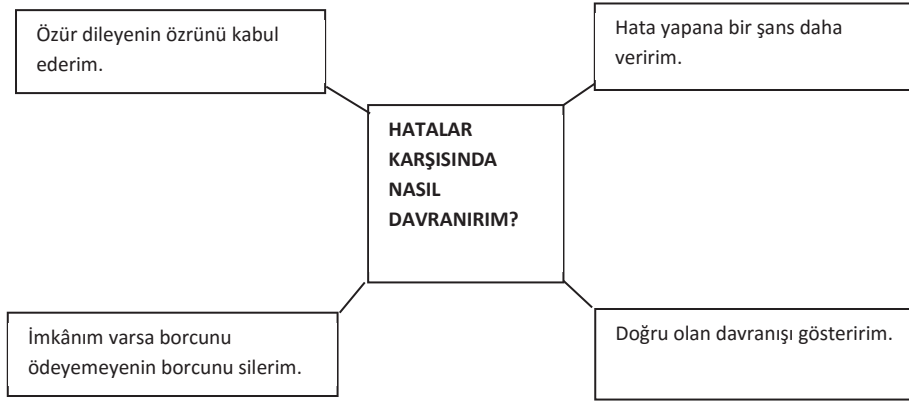 Özür dileyenin özrünü kabul
ederim.
Hata yapana bir şans daha
veririm.
HATALAR
KARŞISINDA
NASIL
DAVRANIRIM?
İmkânım varsa borcunu
ödeyemeyenin borcunu silerim.
Doğru olan davranışı gösteririm.